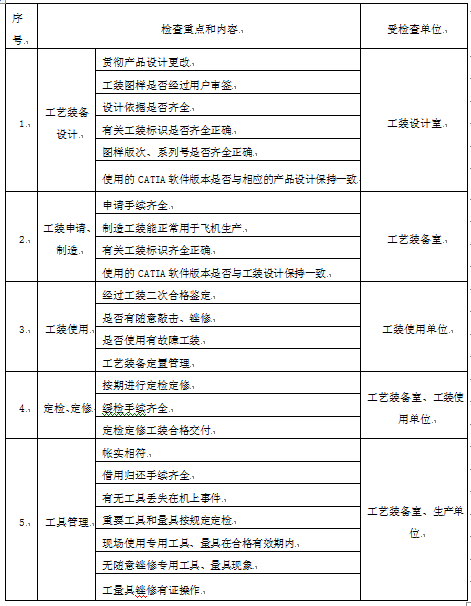 序
号
检查重点和内容
受检查单位
1.
工艺装备
设计
贯彻产品设计更改
工装图样是否经过用户审签
设计依据是否齐全
有关工装标识是否齐全正确
图样版次、系列号是否齐全正确
使用的CATIA软件版本是否与相应的产品设计保持一致
工装设计室
2.
工装申请、
制造
申请手续齐全
制造工装能正常用于飞机生产
有关工装标识齐全正确
使用的CATIA软件版本是否与工装设计保持一致
工艺装备室
3.
工装使用
经过工装二次合格鉴定
是否有随意敲击、锉修
是否使用有故障工装
工艺装备定置管理
工装使用单位
4.
定检、定修
按期进行定检定修
缓检手续齐全
定检定修工装合格交付
工艺装备室、工装使
用单位
5.
工具管理
帐实相符
借用归还手续齐全
有无工具丢失在机上事件
重要工具和量具按规定定检
现场使用专用工具、量具在合格有效期内
无随意锉修专用工具、量具现象
工量具锉修有证操作
工艺装备室、生产单
位